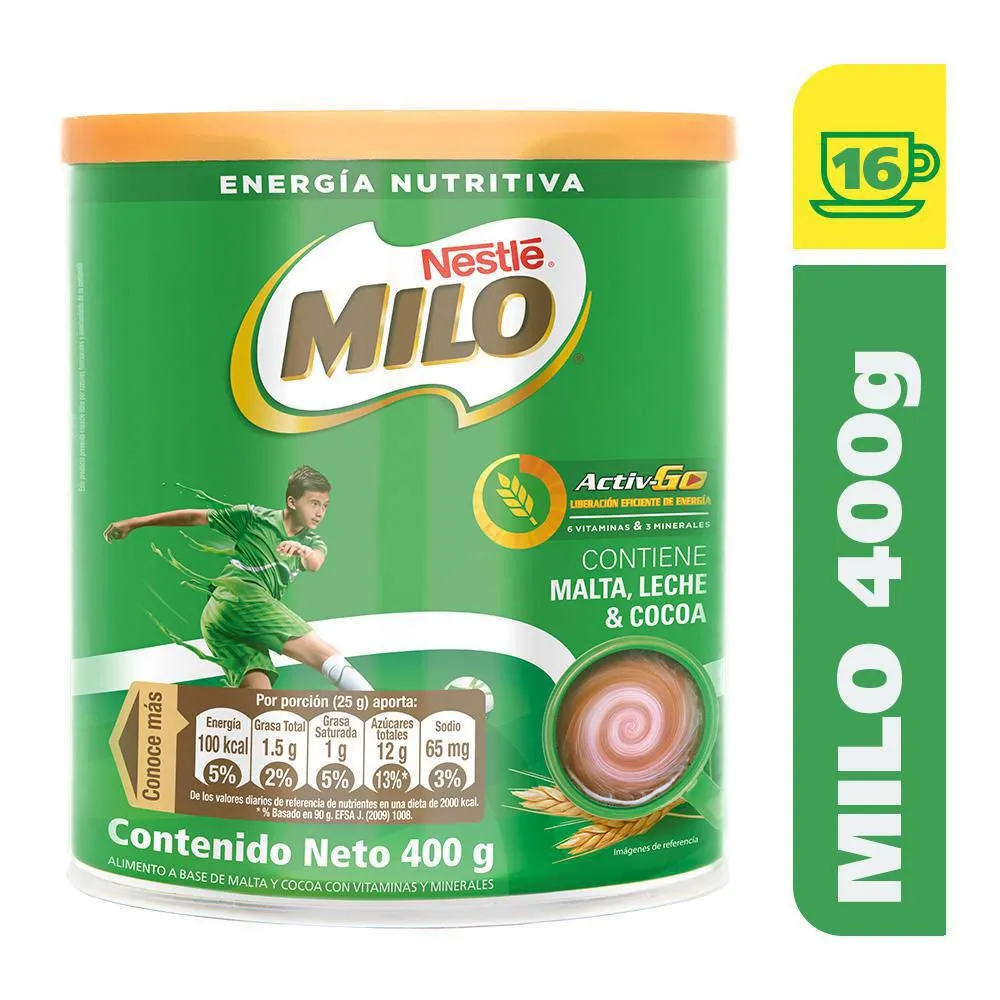 ENERGÍA NUTRITIVA
Nestlé®
MILO®
Activ-GO
LIBERACIÓN EFICIENTE DE ENERGÍA
6 VITAMINAS & 3 MINERALES
CONTIENE
MALTA, LECHE
& COCOA
Conoce más
Por porción (25 g) aporta:
Energía
100 kcal
5%
Grasa Total
1.5 g
2%
Grasa
Saturada
1 g
5%
Azúcares
totales
12 g
13%*
Sodio
65 mg
3%
De los valores diarios de referencia de nutrientes en una dieta de 2000 kcal.
* % Basado en 90 g. EFSA J. (2009) 1008.
Contenido Neto 400 g
ALIMENTO A BASE DE MALTA Y COCOA CON VITAMINAS Y MINERALES
Imágenes de referencia
16
MILO 400g